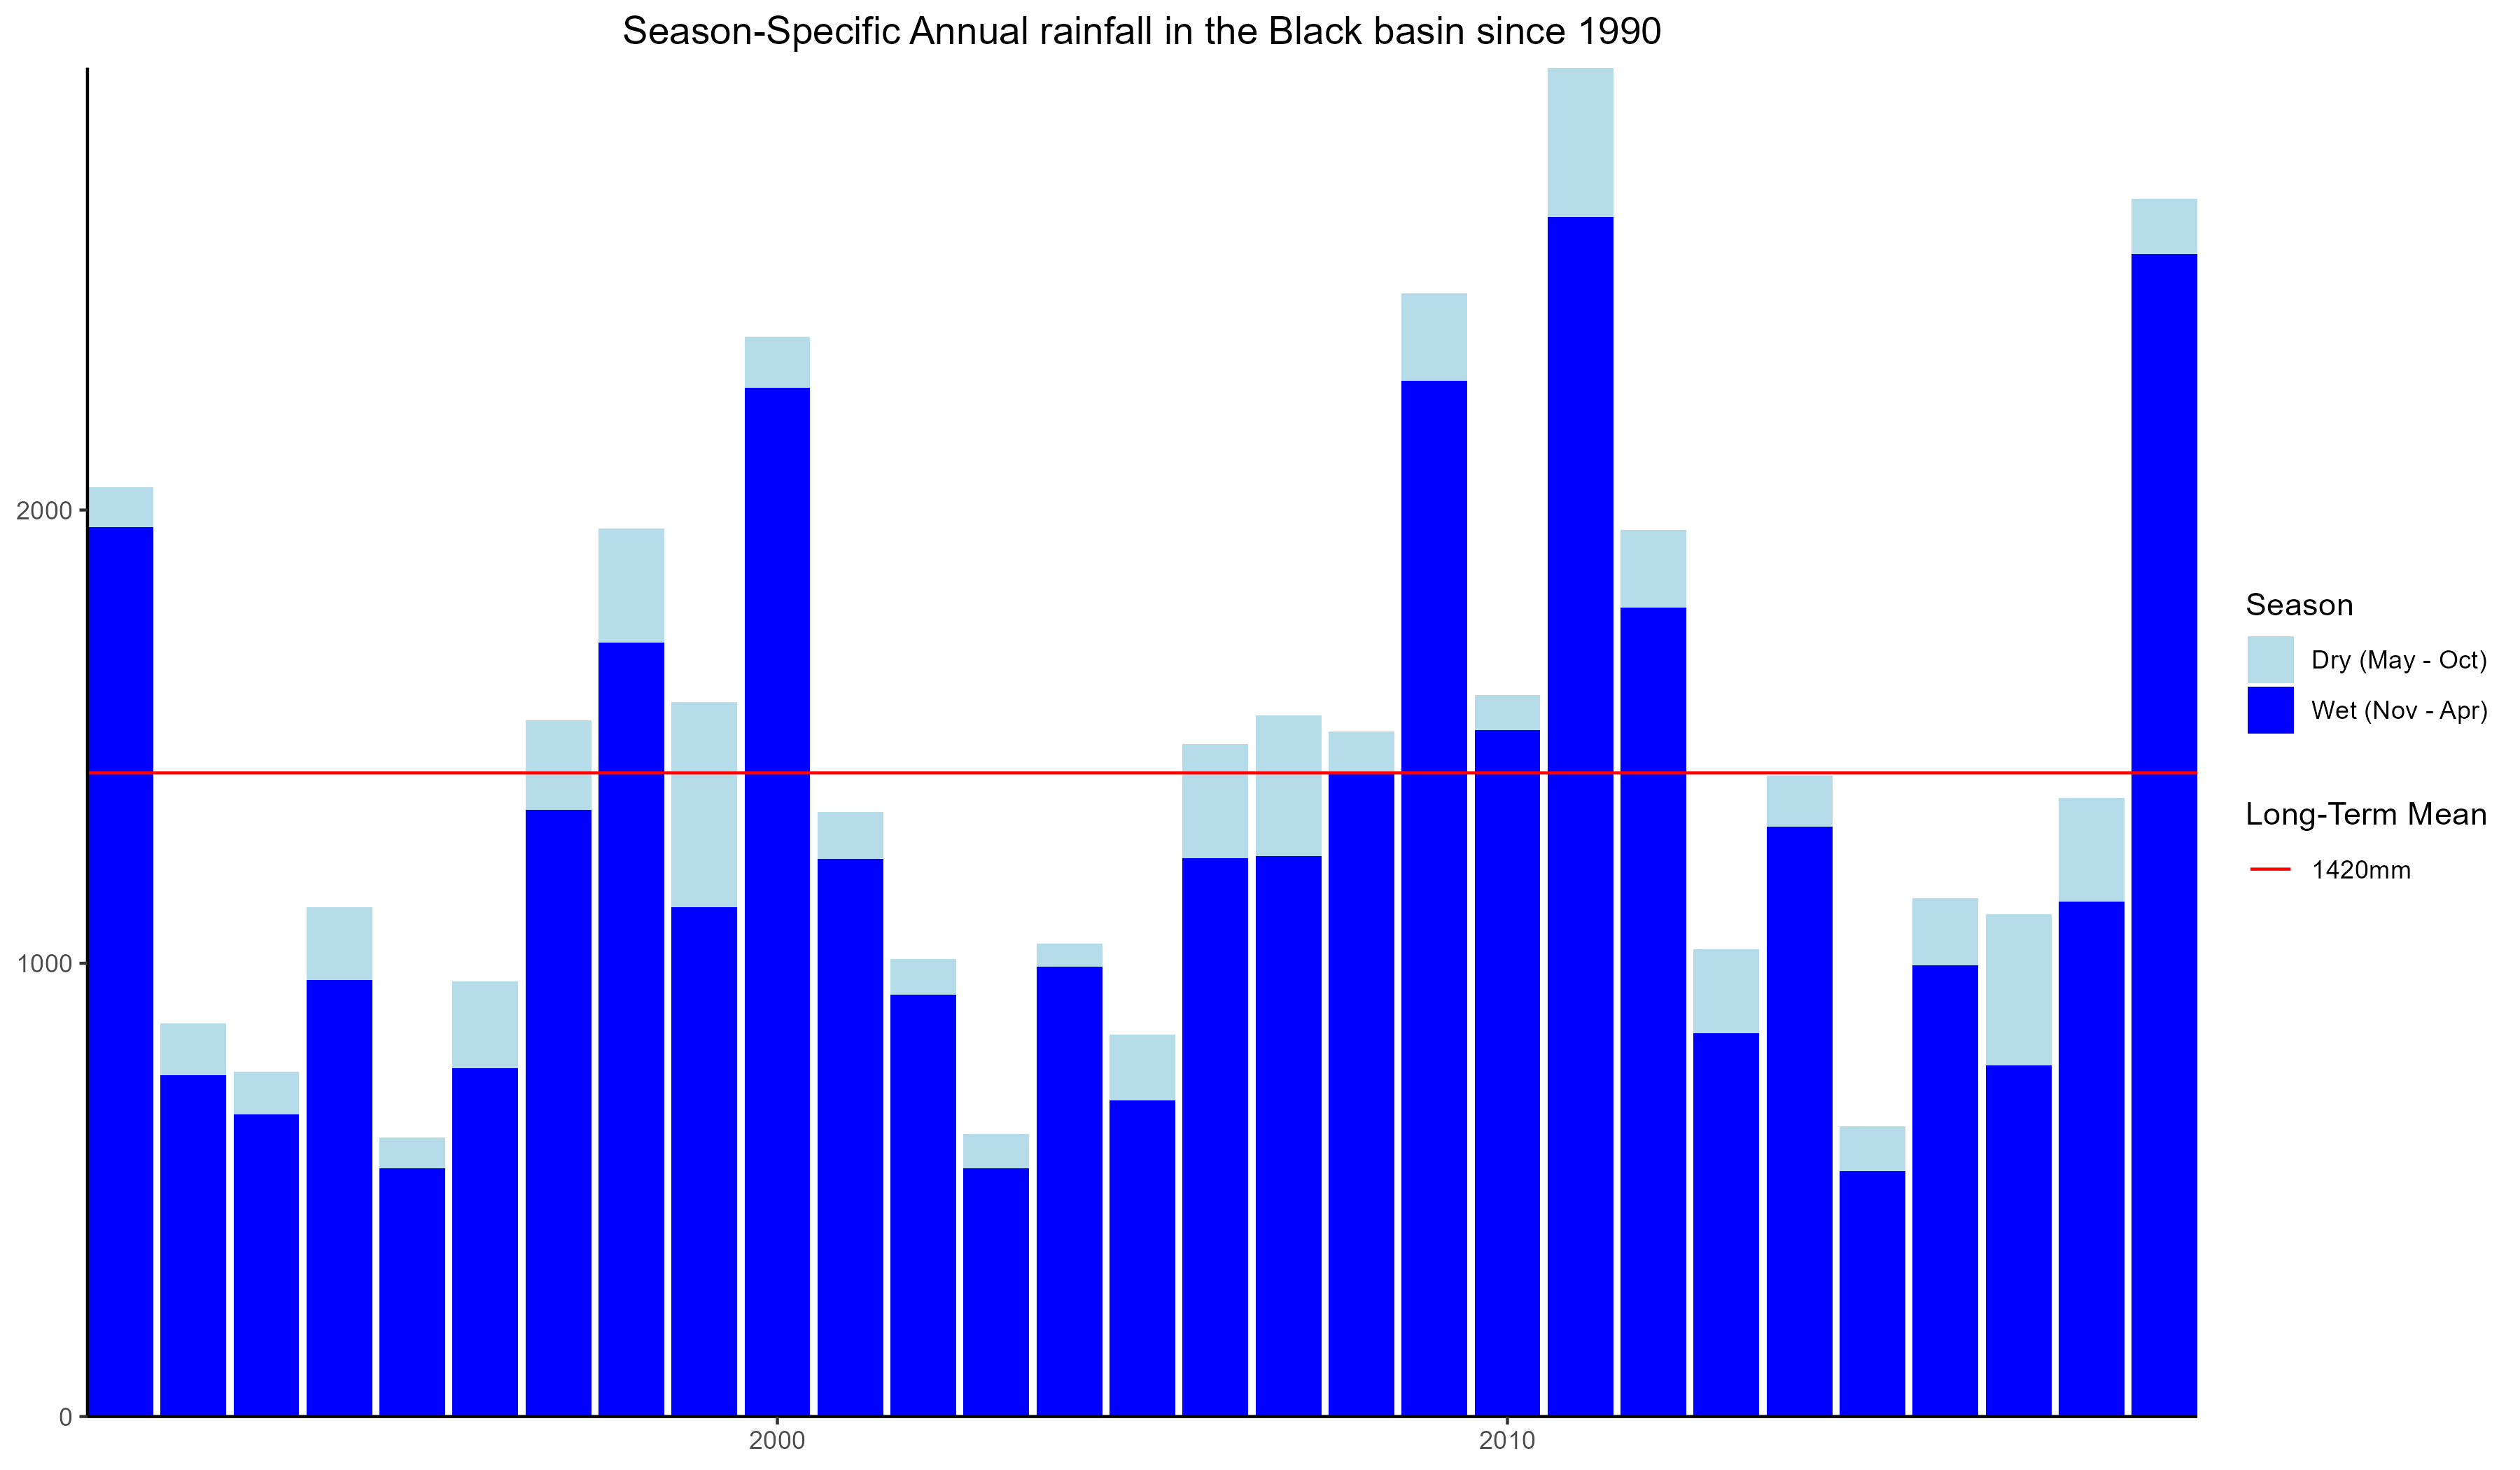 Season-Specific Annual rainfall in the Black basin since 1990
2000
1000
0
2000
2010
Season
Dry (May - Oct)
Wet (Nov - Apr)
Long-Term Mean
1420mm